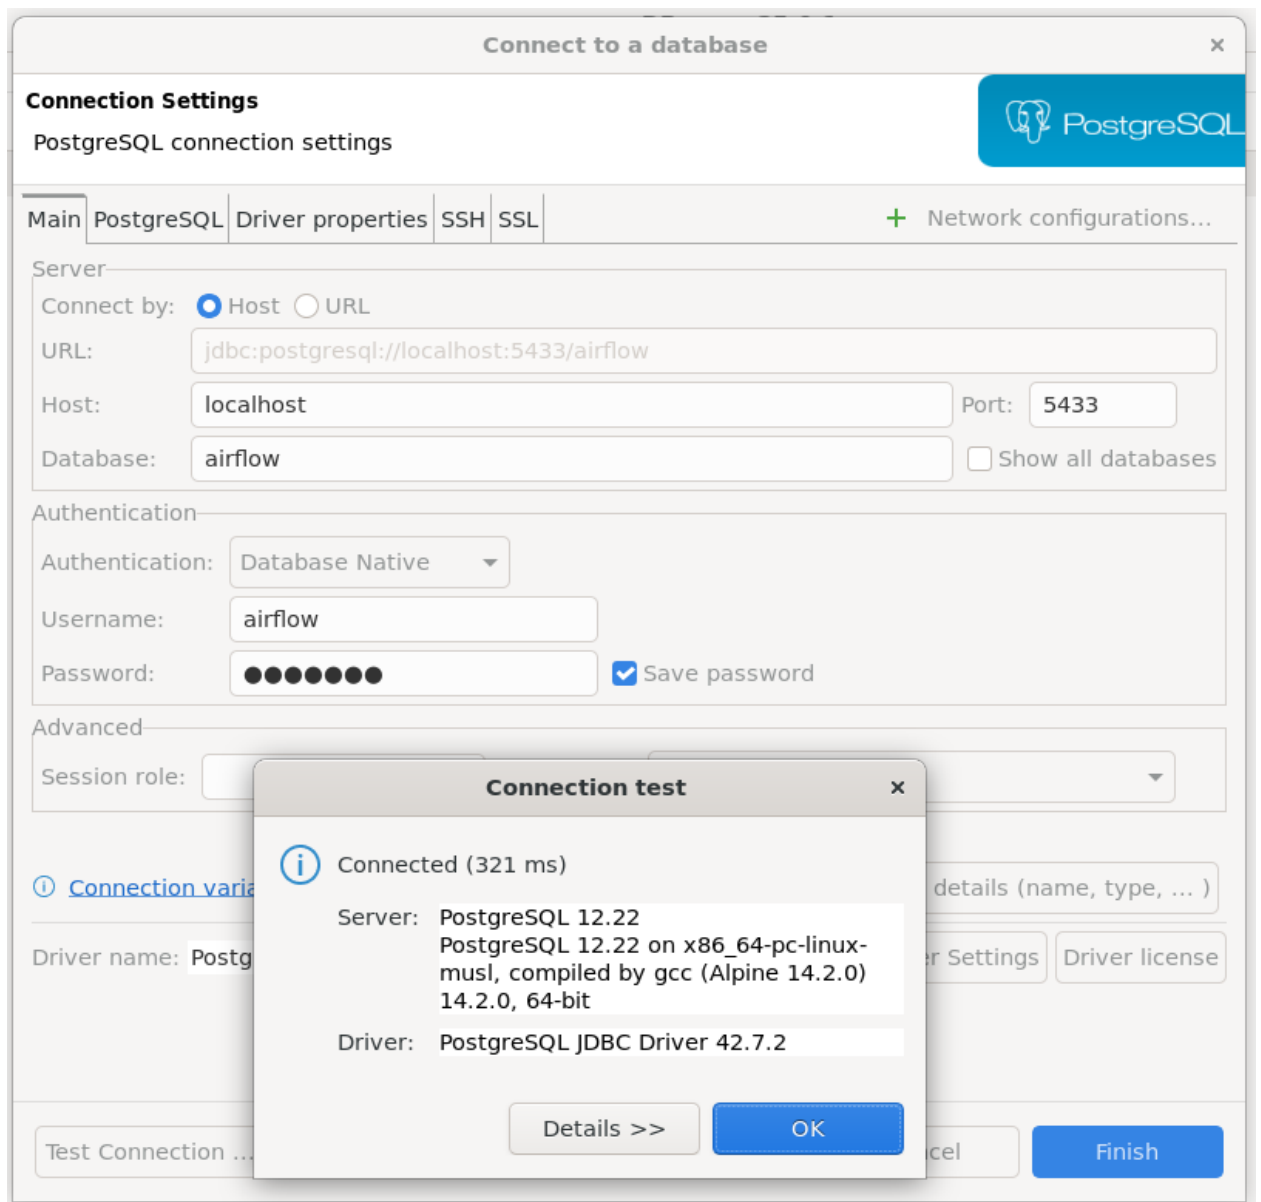 Connect to a database ×
Connection Settings
PostgreSQL connection settings
PostgreSQL
Main PostgreSQL Driver properties SSH SSL + Network configurations...
Server
Connect by: Host URL
URL: jdbc:postgresql://localhost:5433/airflow
Host: localhost Port: 5433
Database: airflow Show all databases
Authentication
Authentication: Database Native
Username: airflow
Password: ●●●●●●● Save password
Advanced
Session role:
Connection test ×
Connected (321 ms)
Server: PostgreSQL 12.22
PostgreSQL 12.22 on x86_64-pc-linux-
musl, compiled by gcc (Alpine 14.2.0)
14.2.0, 64-bit
Driver: PostgreSQL JDBC Driver 42.7.2
Details >> OK
Connection varia
details (name, type, ... )
Driver name: Postg
r Settings Driver license
Test Connection ... cel Finish